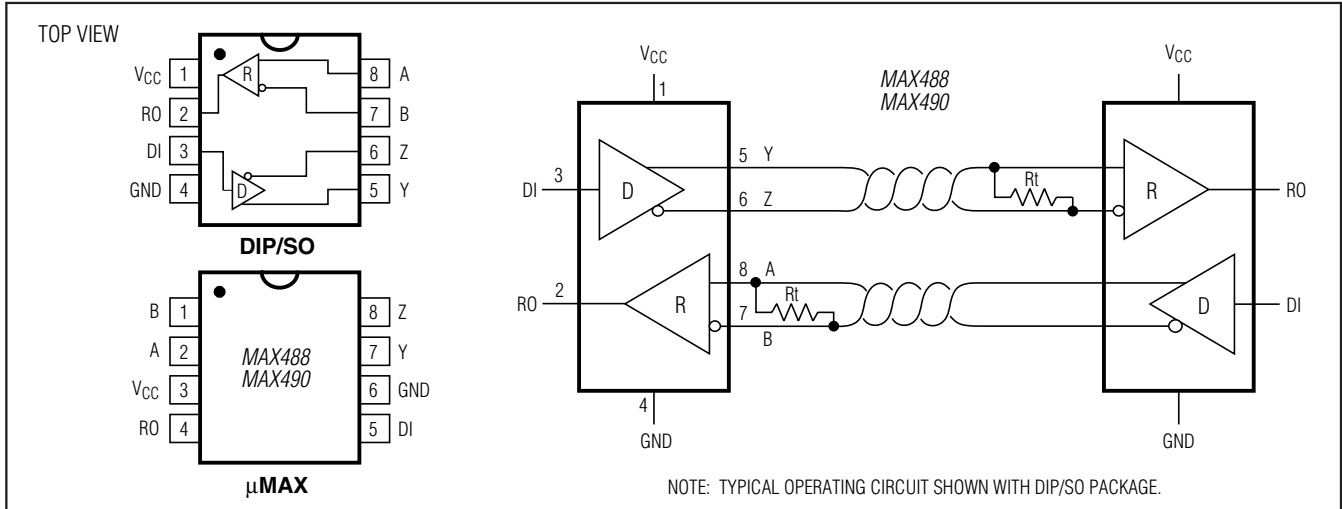 TOP VIEW
VCC 1
RO 2
DI 3
GND 4
8 A
7 B
6 Z
5 Y
R
D
DIP/SO
B 1
A 2
VCC 3
RO 4
8 Z
7 Y
6 GND
5 DI
MAX488
MAX490
µMAX
VCC
1
MAX488
MAX490
VCC
DI 3
D
5 Y
6 Z
Rt
R
RO
RO 2
R
8 A
7
B
Rt
D
DI
4
GND
GND
NOTE: TYPICAL OPERATING CIRCUIT SHOWN WITH DIP/SO PACKAGE.